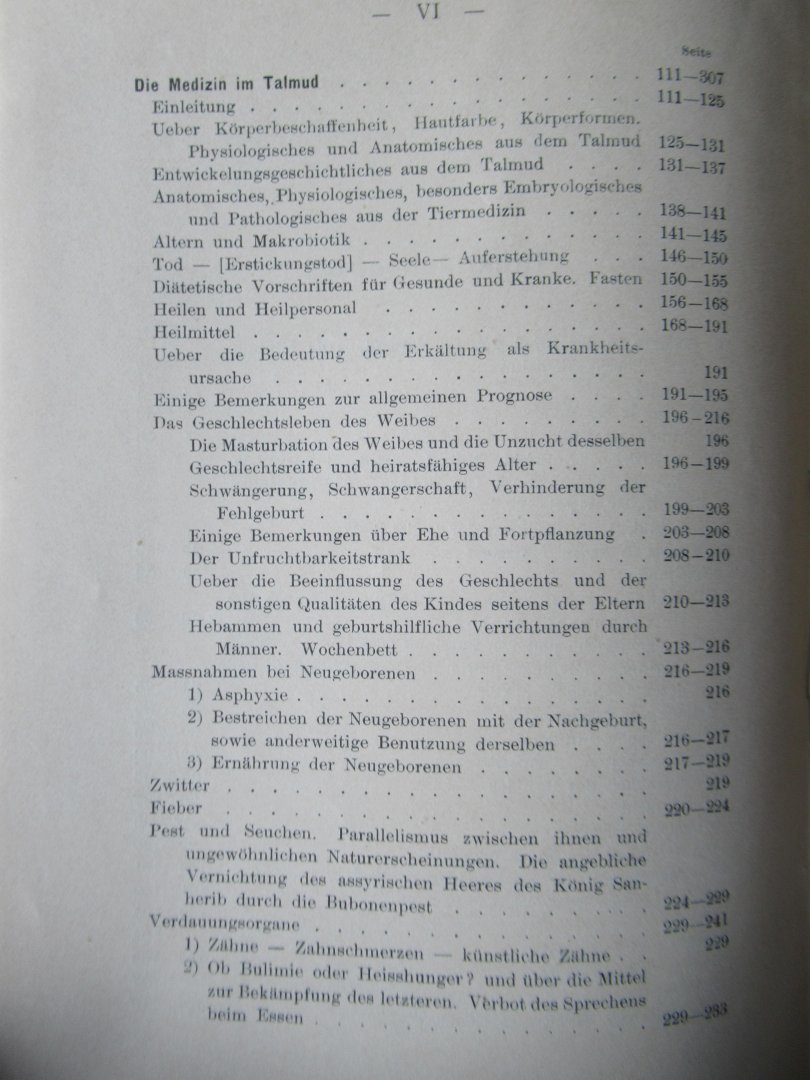 — VI —
Seite
Die Medizin im Talmud . . . . . . . . . . . . . . 111—307
Einleitung . . . . . . . . . . . . . . . . . . 111—125
Ueber Körperbeschaffenheit, Hautfarbe, Körperformen.
Physiologisches und Anatomisches aus dem Talmud 125—131
Entwickelungsgeschichtliches aus dem Talmud . . . . 131—137
Anatomisches, Physiologisches, besonders Embryologisches
und Pathologisches aus der Tiermedizin . . . . . 138—141
Altern und Makrobiotik . . . . . . . . . . . . 141—145
Tod — [Erstickungstod] — Seele — Auferstehung . . . 146—150
Diätetische Vorschriften für Gesunde und Kranke. Fasten 150—155
Heilen und Heilpersonal . . . . . . . . . . . 156—168
Heilmittel . . . . . . . . . . . . . . . . . 168—191
Ueber die Bedeutung der Erkältung als Krankheits-
ursache . . . . . . . . . . . . . . . . 191
Einige Bemerkungen zur allgemeinen Prognose . . . . 191—195
Das Geschlechtsleben des Weibes . . . . . . . . . 196—216
Die Masturbation des Weibes und die Unzucht desselben 196
Geschlechtsreife und heiratsfähiges Alter . . . . . 196—199
Schwängerung, Schwangerschaft, Verhinderung der
Fehlgeburt . . . . . . . . . . . . . . . 199—203
Einige Bemerkungen über Ehe und Fortpflanzung . 203—208
Der Unfruchtbarkeitstrank . . . . . . . . . . 208—210
Ueber die Beeinflussung des Geschlechts und der
sonstigen Qualitäten des Kindes seitens der Eltern 210—213
Hebammen und geburtshilfliche Verrichtungen durch
Männer. Wochenbett . . . . . . . . . . . 213—216
Massnahmen bei Neugeborenen . . . . . . . . . . 216—219
1) Asphyxie . . . . . . . . . . . . . . . . 216
2) Bestreichen der Neugeborenen mit der Nachgeburt,
sowie anderweitige Benutzung derselben . . . . 216—217
3) Ernährung der Neugeborenen . . . . . . . . 217—219
Zwitter . . . . . . . . . . . . . . . . . . 219
Fieber . . . . . . . . . . . . . . . . . . 220—224
Pest und Seuchen. Parallelismus zwischen ihnen und
ungewöhnlichen Naturerscheinungen. Die angebliche
Vernichtung des assyrischen Heeres des König San-
herib durch die Bubonenpest . . . . . . . . . 224—229
Verdauungsorgane . . . . . . . . . . . . . . . 229—241
1) Zähne — Zahnschmerzen — künstliche Zähne . . 229
2) Ob Bulimie oder Heisshunger? und über die Mittel
zur Bekämpfung des letzteren. Verbot des Sprechens
beim Essen . . . . . . . . . . . . . . . 229—233